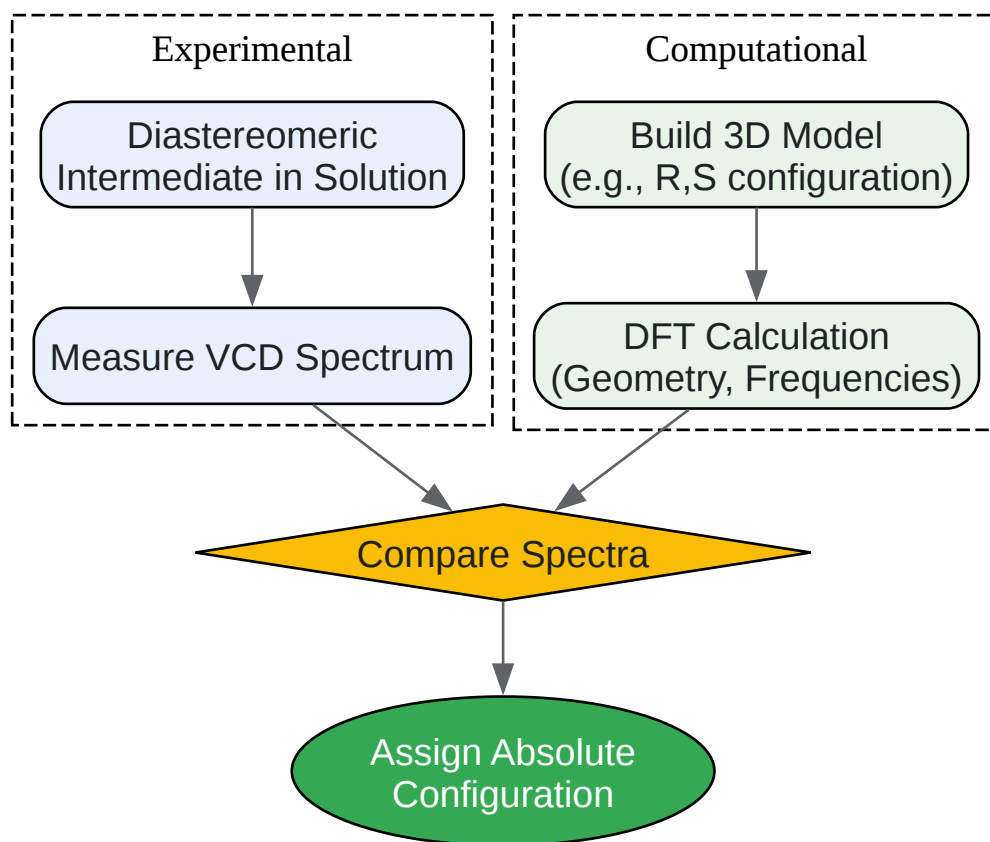 Experimental
Diastereomeric
Intermediate in Solution
Measure VCD Spectrum
Computational
Build 3D Model
(e.g., R,S configuration)
DFT Calculation
(Geometry, Frequencies)
Compare Spectra
Assign Absolute
Configuration